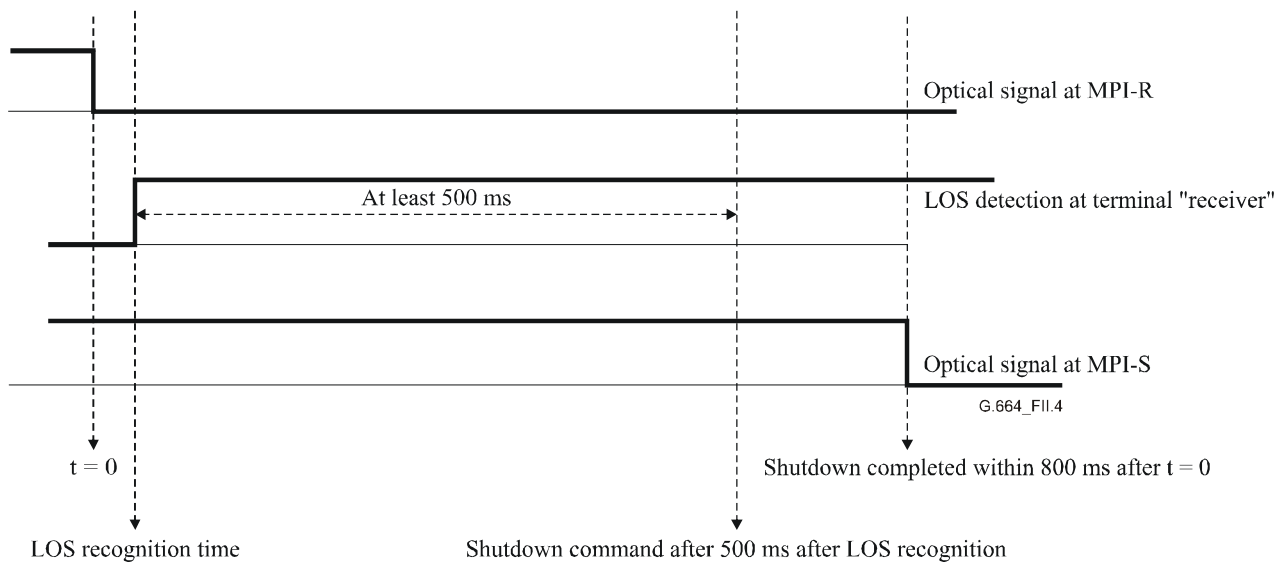 Optical signal at MPI-R
At least 500 ms
LOS detection at terminal "receiver"
Optical signal at MPI-S
G.664_FII.4
t = 0
Shutdown completed within 800 ms after t = 0
LOS recognition time
Shutdown command after 500 ms after LOS recognition